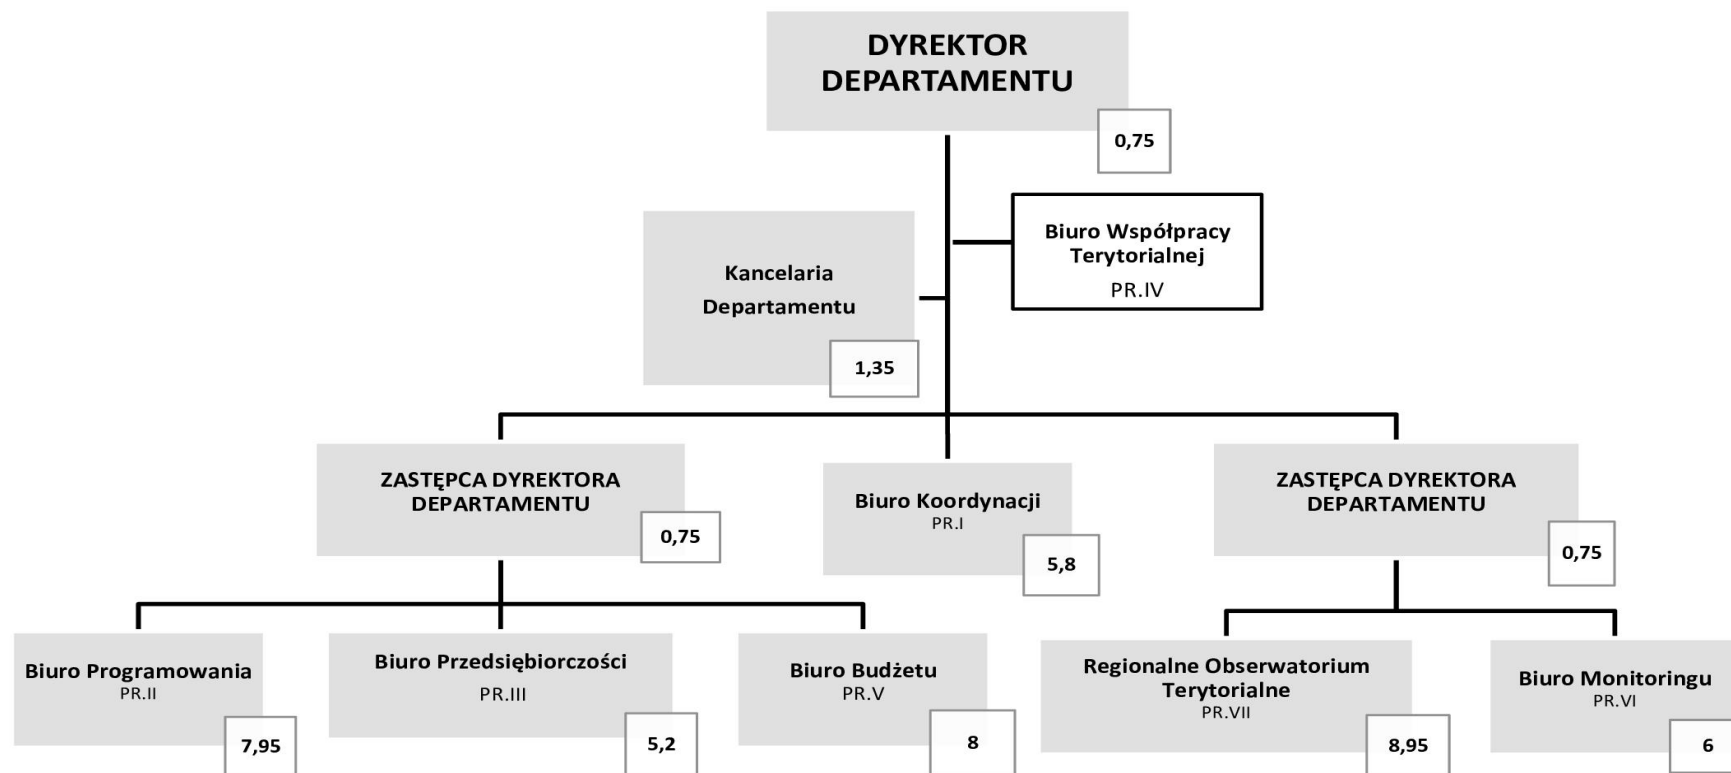 DYREKTOR
DEPARTAMENTU
0,75
Biuro Współpracy
Terytorialnej
PR.IV
Kancelaria
Departamentu
1,35
ZASTĘPCA DYREKTORA
DEPARTAMENTU
0,75
Biuro Koordynacji
PR.I
5,8
ZASTĘPCA DYREKTORA
DEPARTAMENTU
0,75
Biuro Programowania
PR.II
7,95
Biuro Przedsiębiorczości
PR.III
5,2
Biuro Budżetu
PR.V
8
Regionalne Obserwatorium
Terytorialne
PR.VII
8,95
Biuro Monitoringu
PR.VI
6